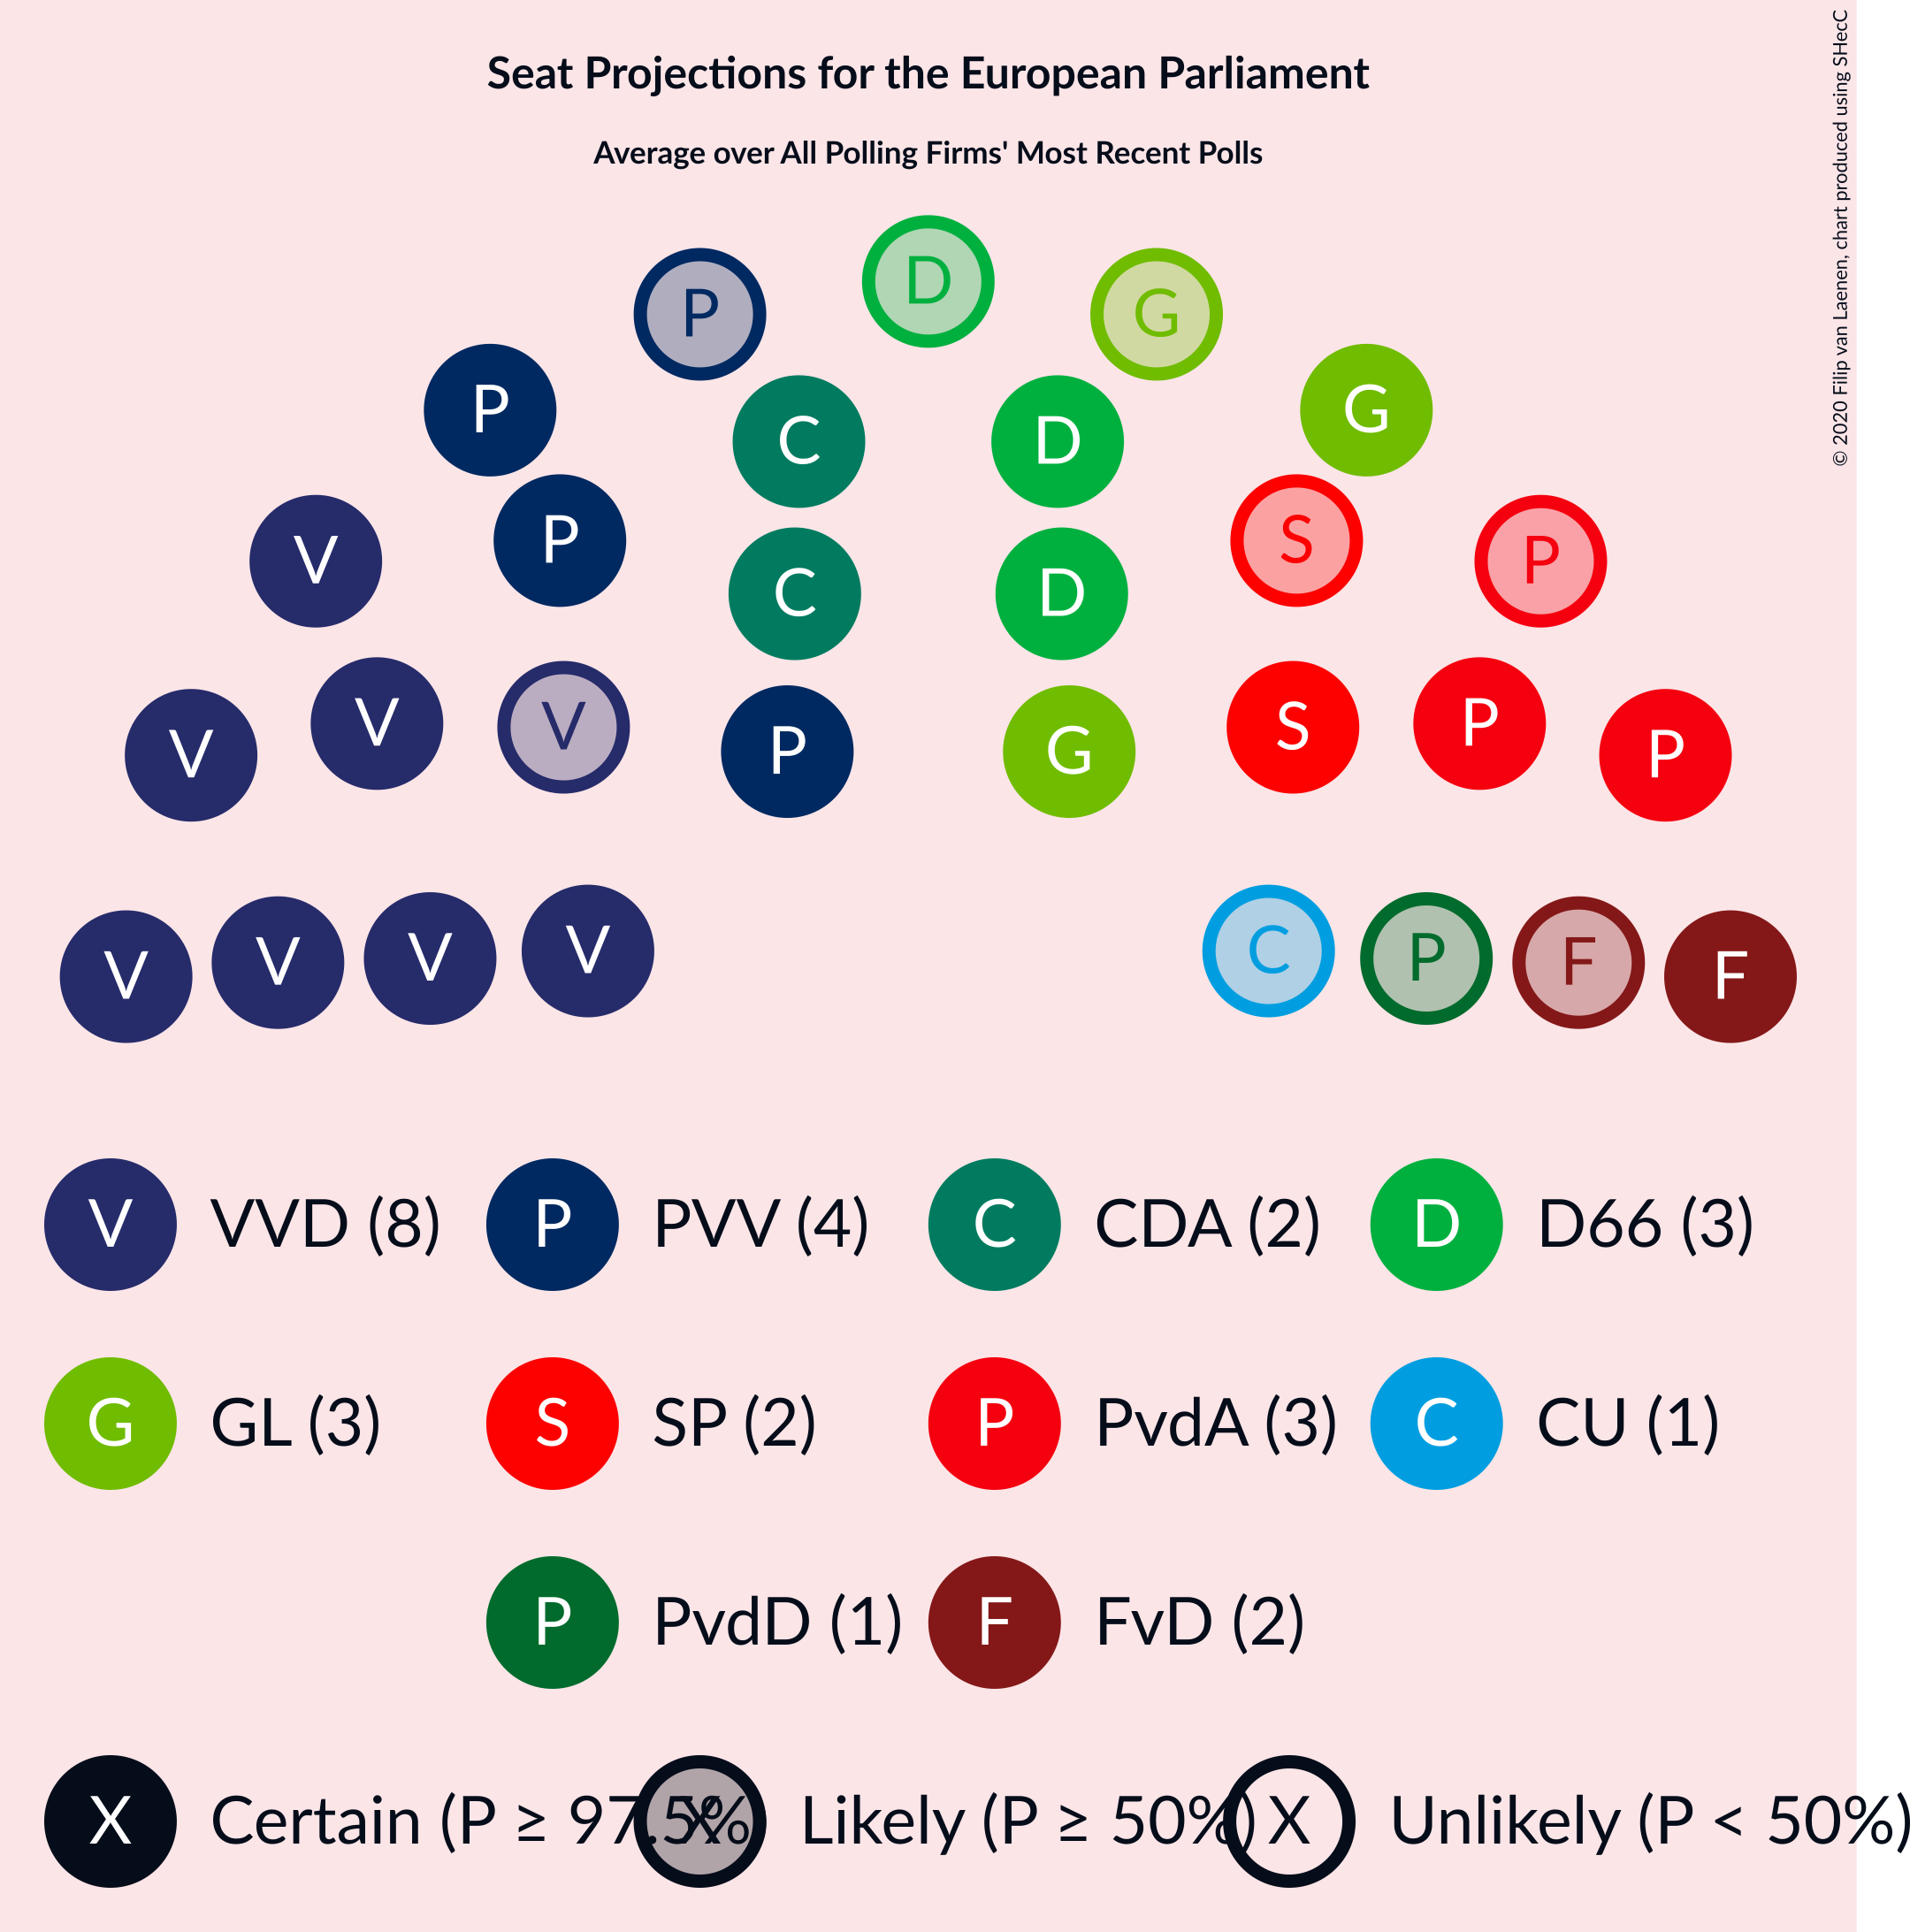 Seat Projections for the European Parliament
Average over All Polling Firms' Most Recent Polls
© 2020 Filip van Laenen, chart produced using SHecC
D
P G
P G
C D
P S
V P
C D
V P
V V S P
V P
P G
V C
V P
V F
V F
V VVD (8) P PVV (4) C CDA (2) D D66 (3)
G GL (3) S SP (2) P PvdA (3) C CU (1)
P PvdD (1) F FvD (2)
X Certain (P ≥ 97.5% X Likely (P ≥ 50%) X Unlikely (P < 50%)